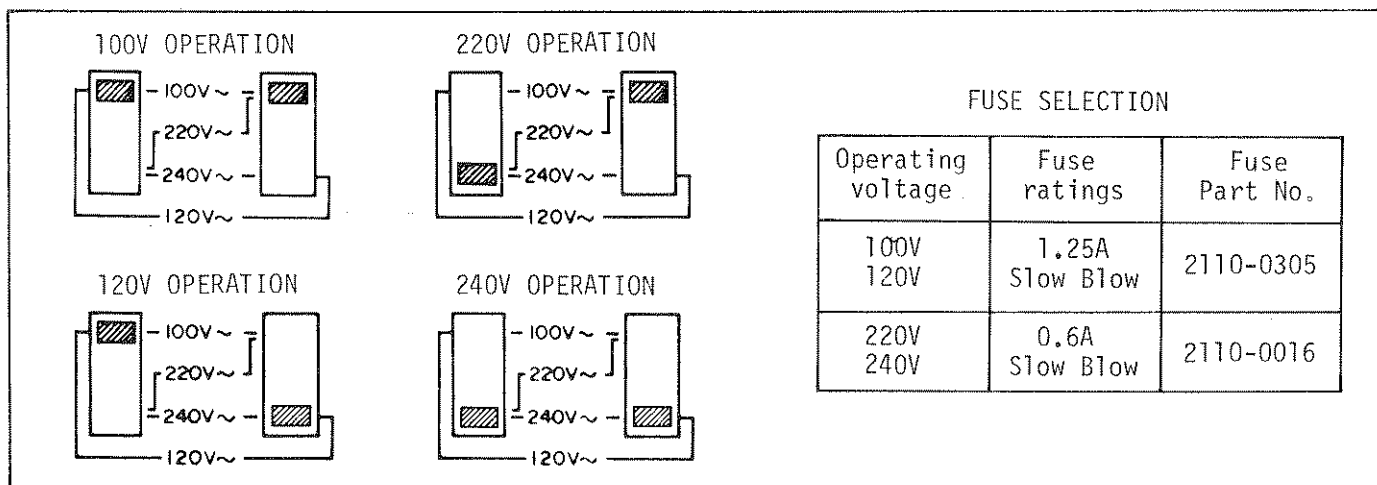 100V OPERATION
100V~
220V~
240V~
120V~
220V OPERATION
100V~
220V~
240V~
120V~
120V OPERATION
100V~
220V~
240V~
120V~
240V OPERATION
100V~
220V~
240V~
120V~
FUSE SELECTION
Operating voltage
Fuse ratings
Fuse Part No.
100V
120V
1.25A
Slow Blow
2110-0305
220V
240V
0.6A
Slow Blow
2110-0016